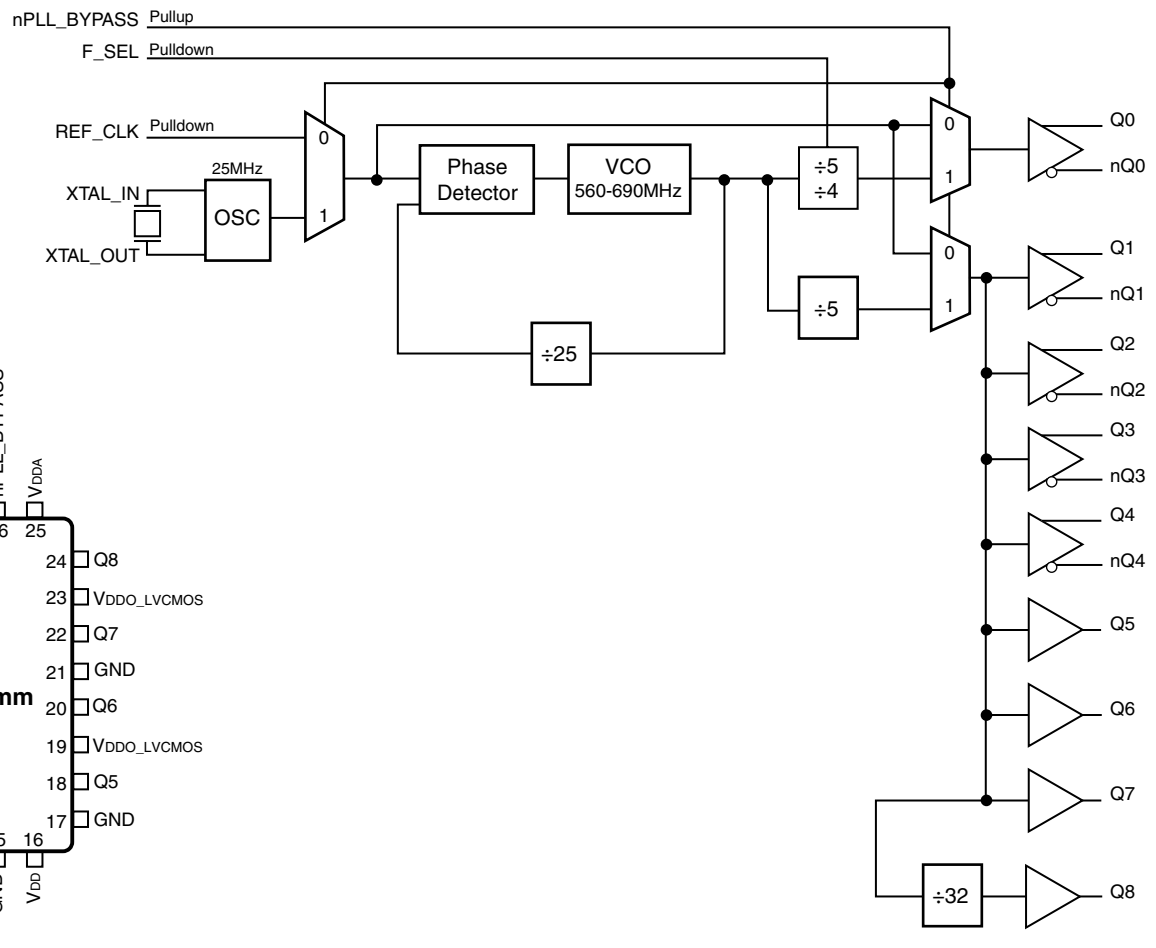 nPLL_BYPASS Pullup
F_SEL Pulldown
REF_CLK Pulldown
XTAL_IN
XTAL_OUT
25MHz
OSC
0
1
Phase
Detector
VCO
560-690MHz
÷25
÷5
÷4
÷5
0
1
0
1
Q0
nQ0
Q1
nQ1
Q2
nQ2
Q3
nQ3
Q4
nQ4
Q5
Q6
Q7
÷32
Q8
VDDA
25
24 Q8
23 VDDO_LVCMOS
22 Q7
21 GND
20 Q6
19 VDDO_LVCMOS
18 Q5
17 GND
16
VDD
GND
mm